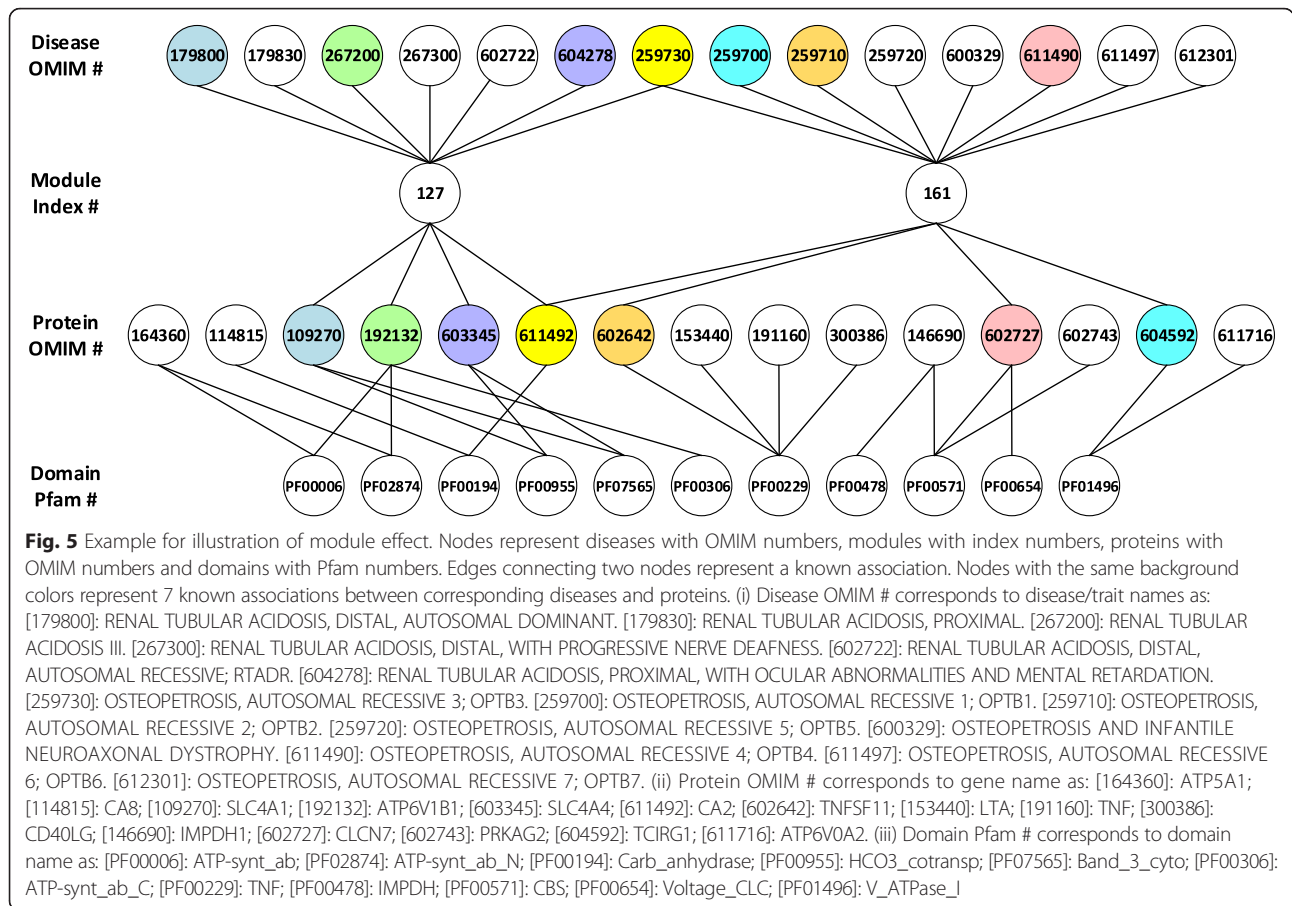 Disease
OMIM #
179800 179830 267200 267300 602722 604278 259730 259700 259710 259720 600329 611490 611497 612301
Module
Index #
127 161
Protein
OMIM #
164360 114815 109270 192132 603345 611492 602642 153440 191160 300386 146690 602727 602743 604592 611716
Domain
Pfam #
PF00006 PF02874 PF00194 PF00955 PF07565 PF00306 PF00229 PF00478 PF00571 PF00654 PF01496
Fig. 5 Example for illustration of module effect. Nodes represent diseases with OMIM numbers, modules with index numbers, proteins with
OMIM numbers and domains with Pfam numbers. Edges connecting two nodes represent a known association. Nodes with the same background
colors represent 7 known associations between corresponding diseases and proteins. (i) Disease OMIM # corresponds to disease/trait names as:
[179800]: RENAL TUBULAR ACIDOSIS, DISTAL, AUTOSOMAL DOMINANT. [179830]: RENAL TUBULAR ACIDOSIS, PROXIMAL. [267200]: RENAL TUBULAR
ACIDOSIS III. [267300]: RENAL TUBULAR ACIDOSIS, DISTAL, WITH PROGRESSIVE NERVE DEAFNESS. [602722]: RENAL TUBULAR ACIDOSIS, DISTAL,
AUTOSOMAL RECESSIVE; RTADR. [604278]: RENAL TUBULAR ACIDOSIS, PROXIMAL, WITH OCULAR ABNORMALITIES AND MENTAL RETARDATION.
[259730]: OSTEOPETROSIS, AUTOSOMAL RECESSIVE 3; OPTB3. [259700]: OSTEOPETROSIS, AUTOSOMAL RECESSIVE 1; OPTB1. [259710]: OSTEOPETROSIS,
AUTOSOMAL RECESSIVE 2; OPTB2. [259720]: OSTEOPETROSIS, AUTOSOMAL RECESSIVE 5; OPTB5. [600329]: OSTEOPETROSIS AND INFANTILE
NEUROAXONAL DYSTROPHY. [611490]: OSTEOPETROSIS, AUTOSOMAL RECESSIVE 4; OPTB4. [611497]: OSTEOPETROSIS, AUTOSOMAL RECESSIVE
6; OPTB6. [612301]: OSTEOPETROSIS, AUTOSOMAL RECESSIVE 7; OPTB7. (ii) Protein OMIM # corresponds to gene name as: [164360]: ATP5A1;
[114815]: CA8; [109270]: SLC4A1; [192132]: ATP6V1B1; [603345]: SLC4A4; [611492]: CA2; [602642]: TNFSF11; [153440]: LTA; [191160]: TNF; [300386]:
CD40LG; [146690]: IMPDH1; [602727]: CLCN7; [602743]: PRKAG2; [604592]: TCIRG1; [611716]: ATP6V0A2. (iii) Domain Pfam # corresponds to domain
name as: [PF00006]: ATP-synt_ab; [PF02874]: ATP-synt_ab_N; [PF00194]: Carb_anhydrase; [PF00955]: HCO3_cotransp; [PF07565]: Band_3_cyto; [PF00306]:
ATP-synt_ab_C; [PF00229]: TNF; [PF00478]: IMPDH; [PF00571]: CBS; [PF00654]: Voltage_CLC; [PF01496]: V_ATPase_I